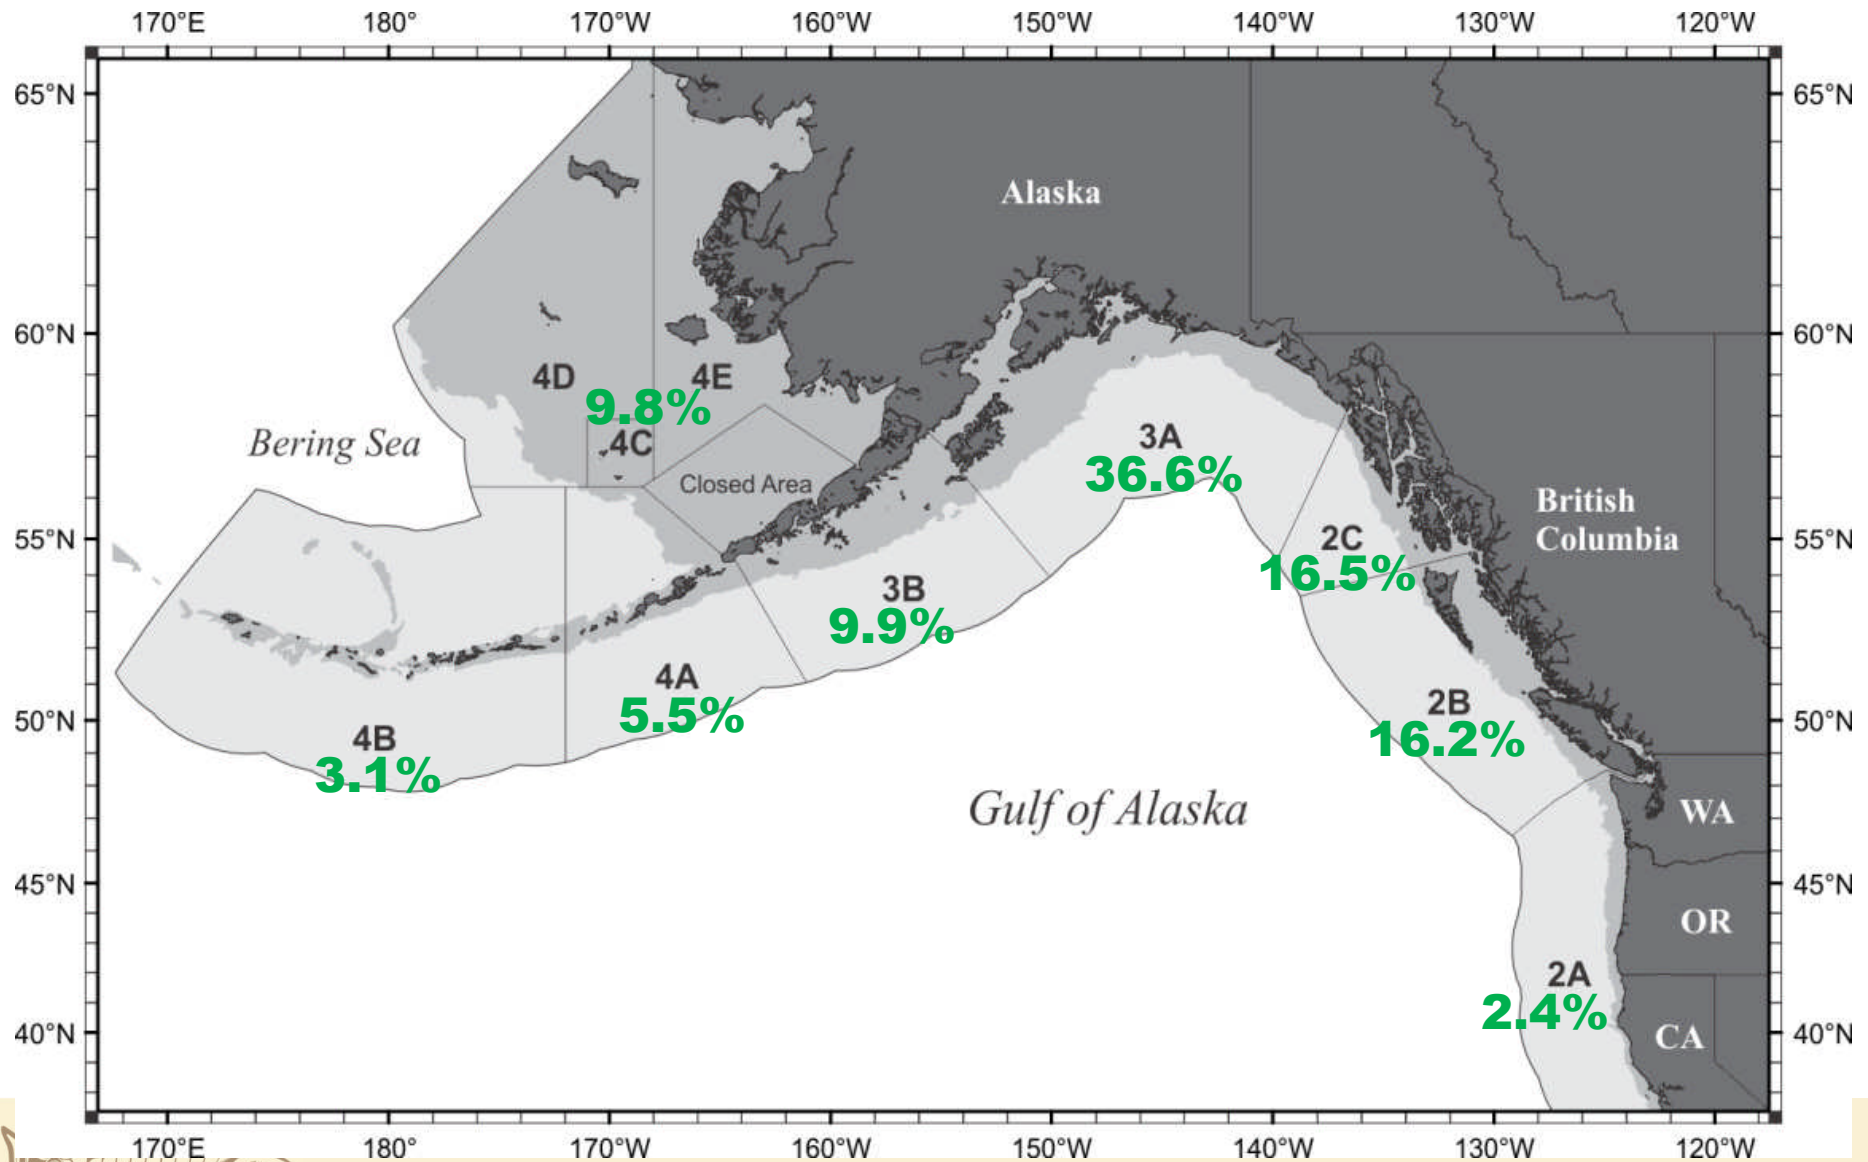 170°E 180° 170°W 160°W 150°W 140°W 130°W 120°W
65°N 65°N
Alaska
60°N 60°N
4D 4E
9.8%
4C
Bering Sea
3A
36.6%
Closed Area
British
Columbia
55°N 55°N
2C
16.5%
3B
9.9%
4A
5.5%
2B
16.2%
50°N 50°N
4B
3.1%
Gulf of Alaska
WA
45°N 45°N
OR
2A
2.4%
40°N 40°N
CA
170°E 180° 170°W 160°W 150°W 140°W 130°W 120°W